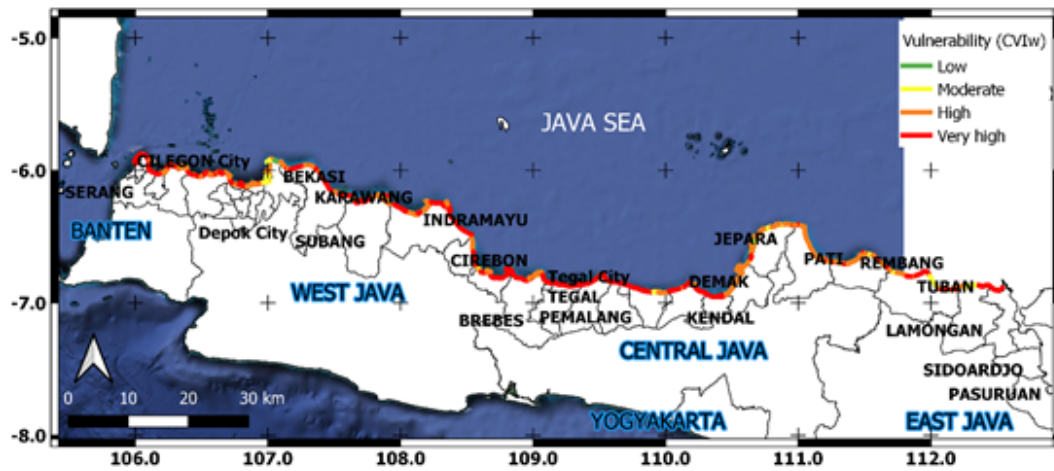 -5.0
-6.0
-7.0
-8.0
Vulnerability (CVIw)
Low
Moderate
High
Very high
JAVA SEA
CILEGON City
SERANG
BANTEN
Depok City
BEKASI
KARAWANG
SUBANG
INDRAMAYU
CIREBON
WEST JAVA
BREBES
Tegal City
TEGAL
PEMALANG
DEMAK
KENDAL
CENTRAL JAVA
JEPARA
PATI
REMBANG
TUBAN
LAMONGAN
SIDOARDJO
PASURUAN
YOGYAKARTA
EAST JAVA
0 10 20 30 km
106.0 107.0 108.0 109.0 110.0 111.0 112.0